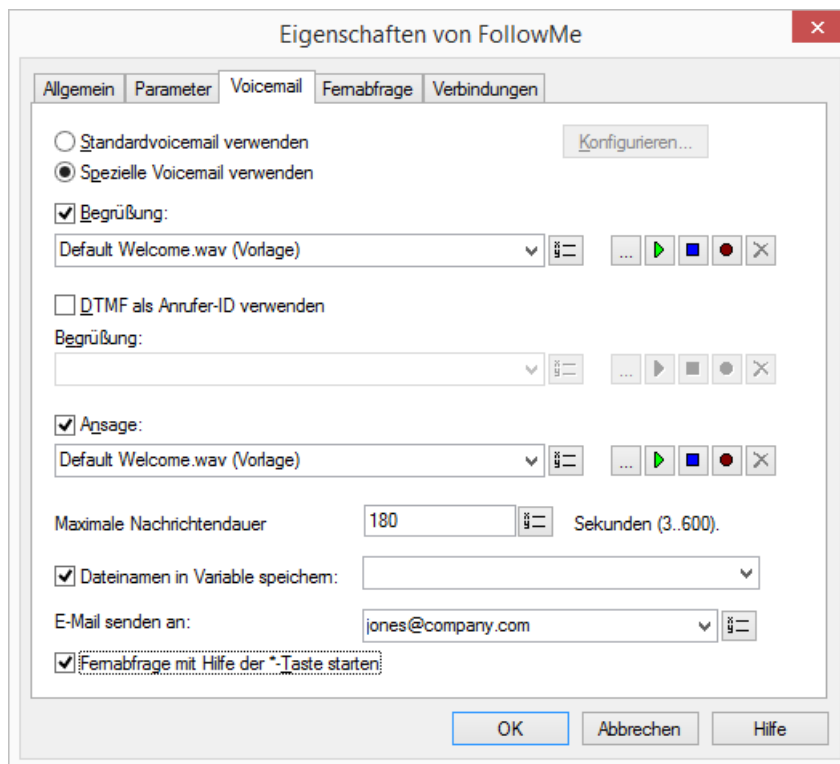 Eigenschaften von FollowMe
Allgemein Parameter Voicemail Fernabfrage Verbindungen
Standardvoicemail verwenden Konfigurieren...
Spezielle Voicemail verwenden
Begrüßung:
Default Welcome.wav (Vorlage) ...
DTMF als Anrufer-ID verwenden
Begrüßung:
...
Ansage:
Default Welcome.wav (Vorlage) ...
Maximale Nachrichtendauer 180 Sekunden (3..600).
Dateinamen in Variable speichern:
E-Mail senden an: jones@company.com
Fernabfrage mit Hilfe der *-Taste starten
OK Abbrechen Hilfe